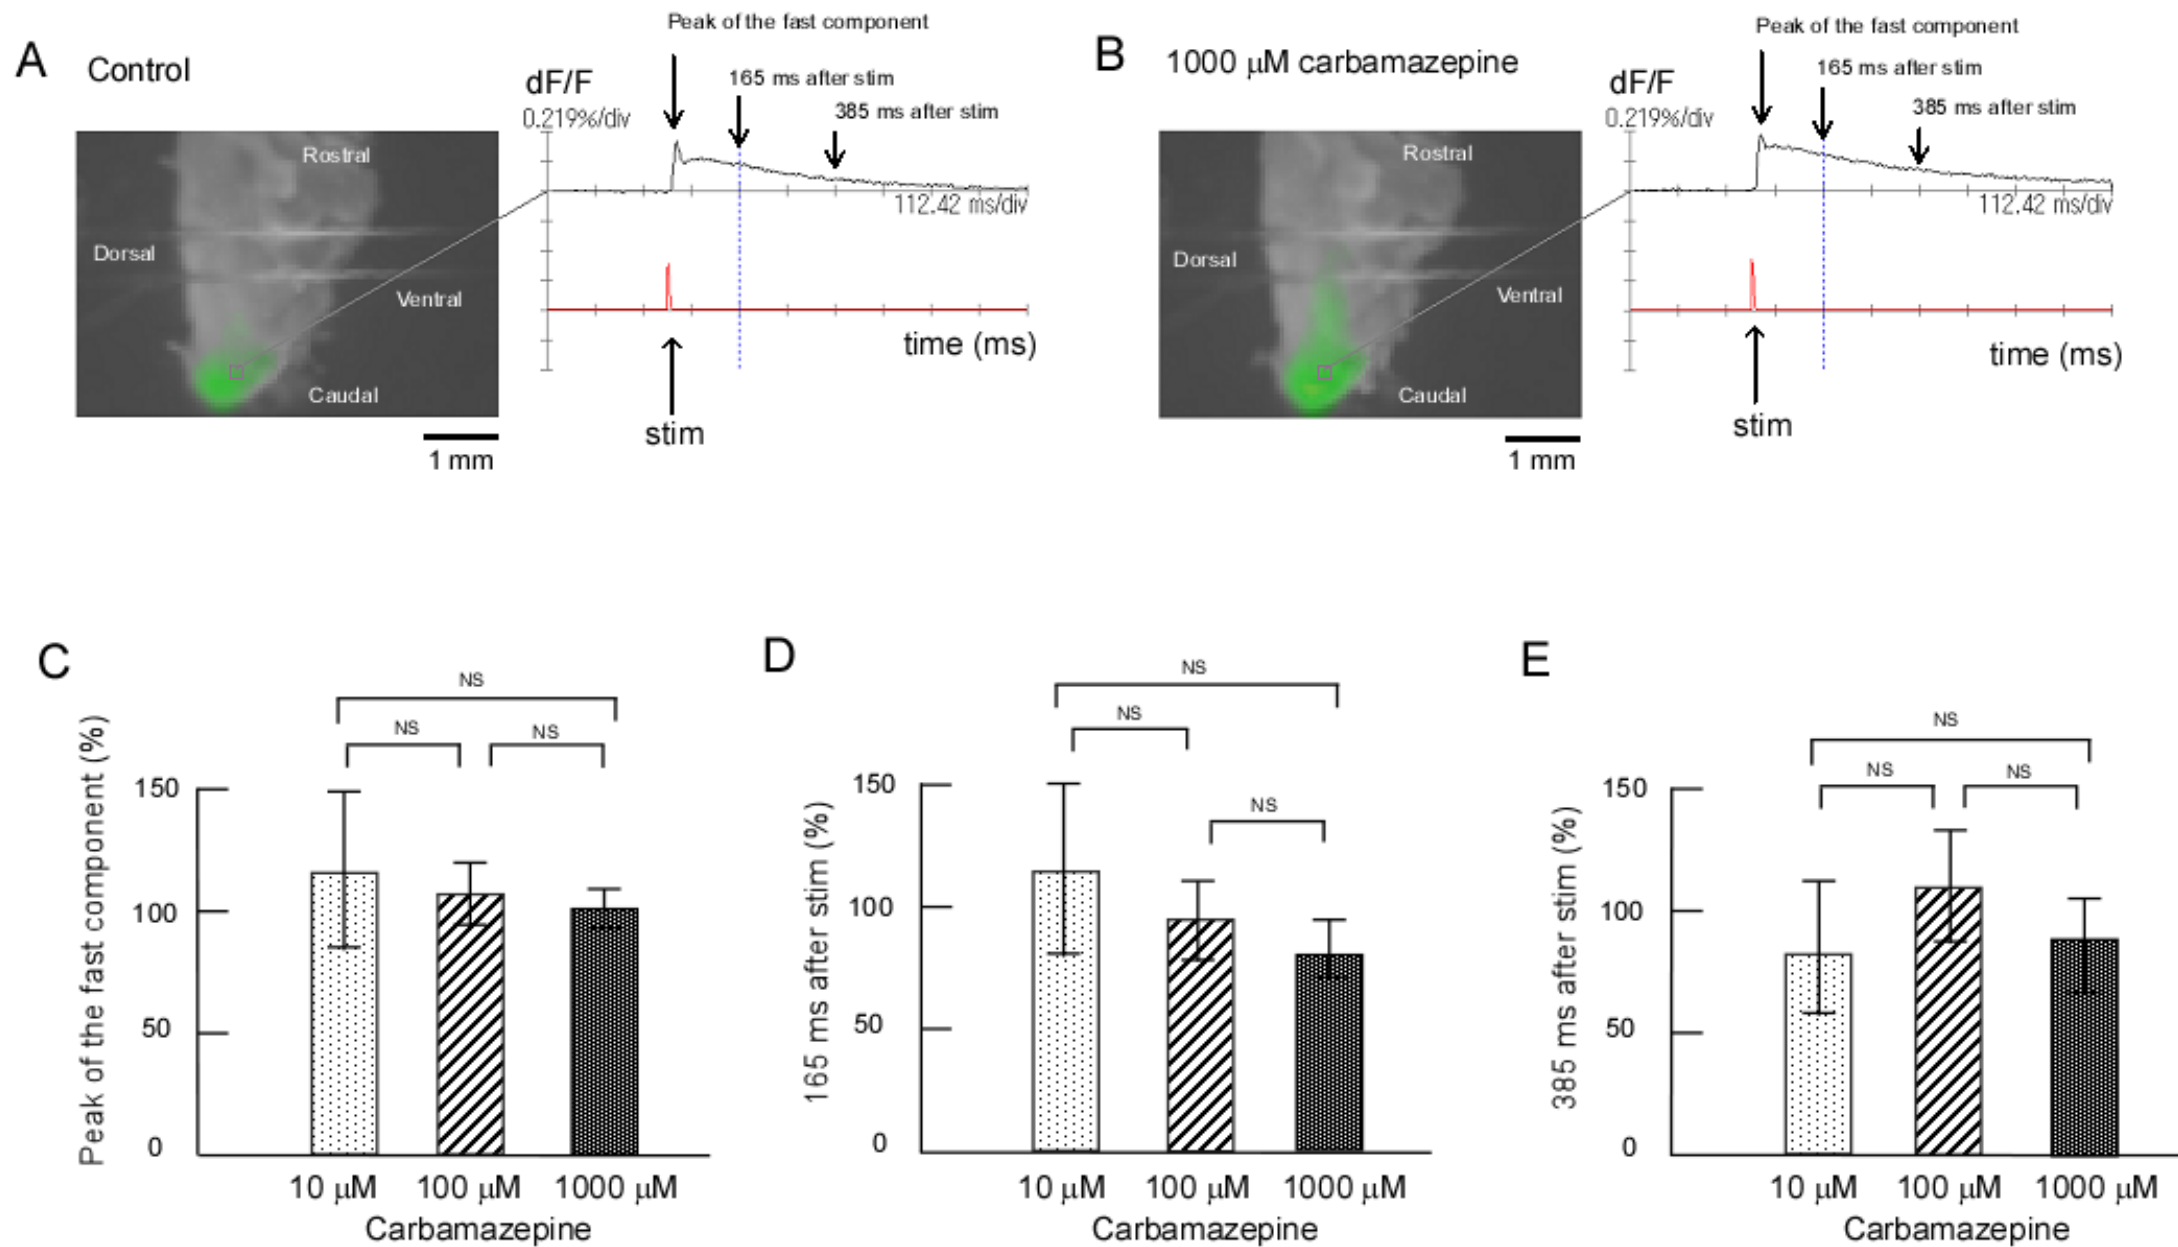 A
Control
Peak of the fast component
dF/F
0.219%/div
165 ms after stim
385 ms after stim
Rostral
Dorsal
Ventral
Caudal
112.42 ms/div
time (ms)
stim
1 mm
B
1000 μM carbamazepine
Peak of the fast component
dF/F
0.219%/div
165 ms after stim
385 ms after stim
Rostral
Dorsal
Ventral
Caudal
112.42 ms/div
time (ms)
stim
1 mm
C
Peak of the fast component (%)
NS
NS
NS
150
100
50
0
10 μM
100 μM
1000 μM
Carbamazepine
D
165 ms after stim (%)
NS
NS
NS
150
100
50
0
10 μM
100 μM
1000 μM
Carbamazepine
E
385 ms after stim (%)
NS
NS
NS
150
100
50
0
10 μM
100 μM
1000 μM
Carbamazepine